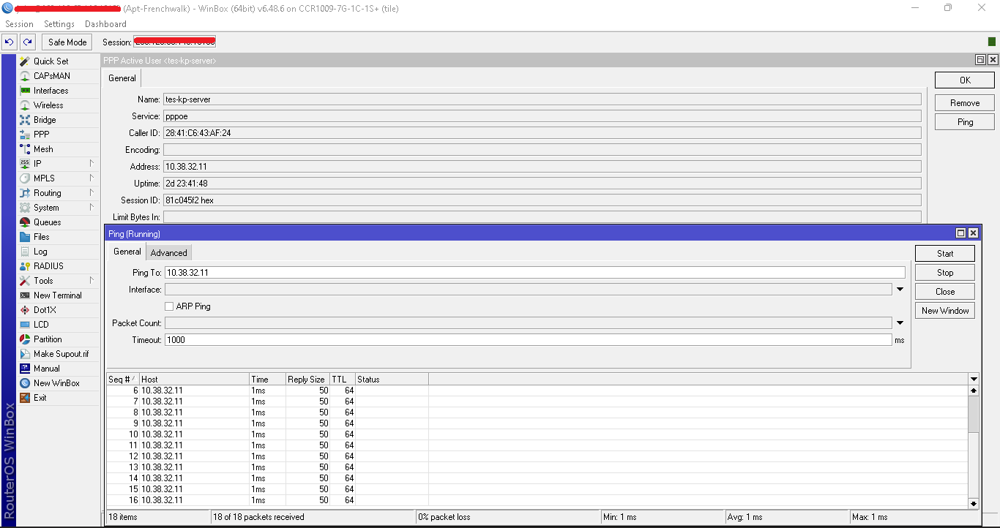 (Apt-Frenchwalk) - WinBox (64bit) v6.48.6 on CCR1009-7G-1C-1S+ (tile)
Session Settings Dashboard
Safe Mode Session:
Quick Set
CAPsMAN
Interfaces
Wireless
Bridge
PPP
Mesh
IP
MPLS
Routing
System
Queues
Files
Log
RADIUS
Tools
New Terminal
Dot1X
LCD
Partition
Make Supout.rif
Manual
New WinBox
Exit
RouterOS WinBox
PPP Active User <tes-kp-server>
General
Name: tes-kp-server
Service: pppoe
Caller ID: 28:41:C6:43:AF:24
Encoding:
Address: 10.38.32.11
Uptime: 2d 23:41:48
Session ID: 81c045f2 hex
Limit Bytes In:
OK
Remove
Ping
Ping (Running)
General Advanced
Ping To: 10.38.32.11
Interface:
ARP Ping
Packet Count:
Timeout: 1000 ms
Start
Stop
Close
New Window
Seq # Host Time Reply Size TTL Status
6 10.38.32.11 1ms 50 64
7 10.38.32.11 1ms 50 64
8 10.38.32.11 1ms 50 64
9 10.38.32.11 1ms 50 64
10 10.38.32.11 1ms 50 64
11 10.38.32.11 1ms 50 64
12 10.38.32.11 1ms 50 64
13 10.38.32.11 1ms 50 64
14 10.38.32.11 1ms 50 64
15 10.38.32.11 1ms 50 64
16 10.38.32.11 1ms 50 64
18 items 18 of 18 packets received 0% packet loss Min: 1 ms Avg: 1 ms Max: 1 ms